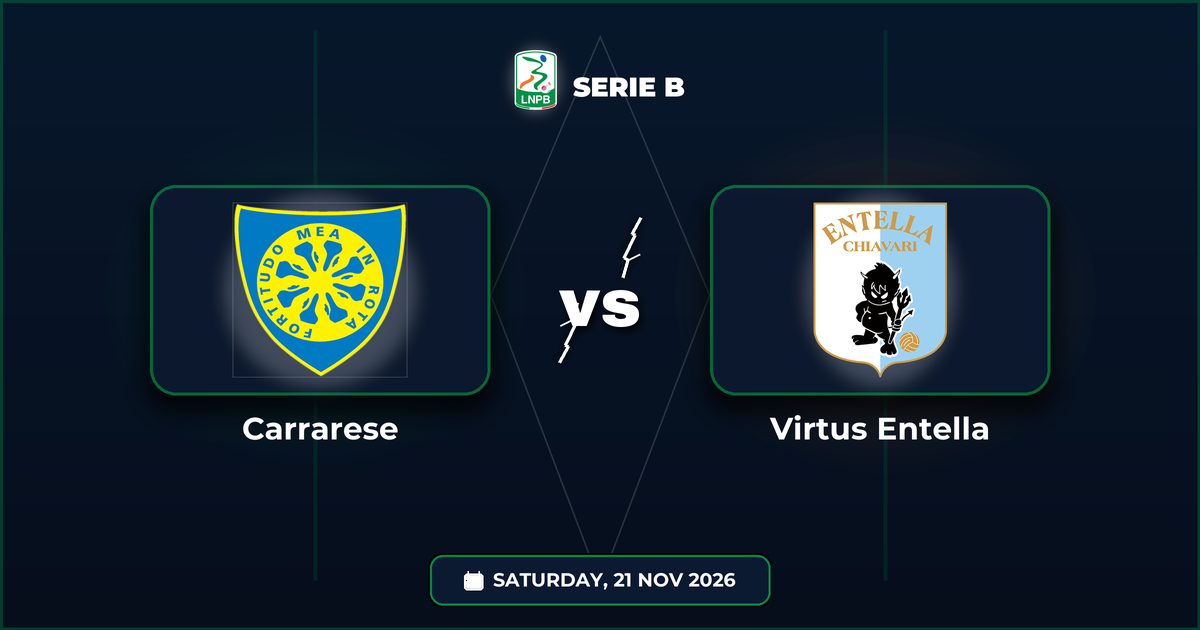 LNPB
SERIE B
FORTITUDO MEA IN ROTA
ENTELLA
CHIAVARI
VS
Carrarese
Virtus Entella
SATURDAY, 21 NOV 2026